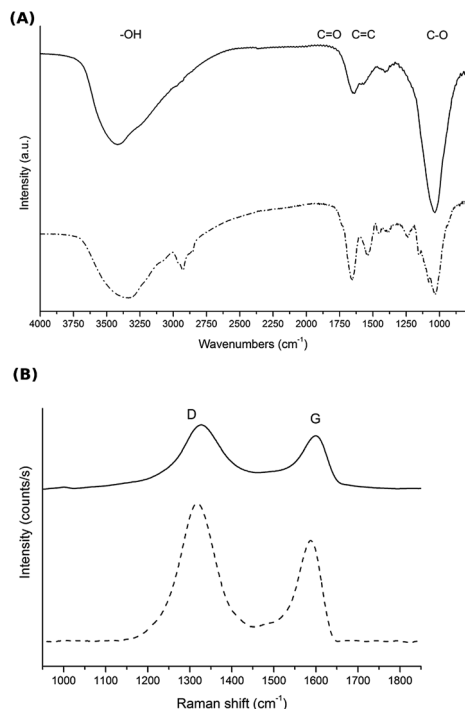 (A)
-OH C=O C=C C-O
Intensity (a.u.)
4000 3750 3500 3250 3000 2750 2500 2250 2000 1750 1500 1250 1000
Wavenumbers (cm-1)
(B)
D G
Intensity (counts/s)
1000 1100 1200 1300 1400 1500 1600 1700 1800
Raman shift (cm-1)